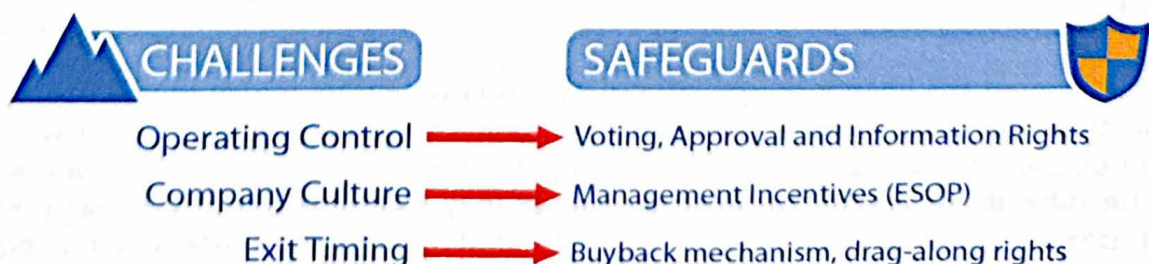 CHALLENGES SAFEGUARDS
Operating Control Voting, Approval and Information Rights
Company Culture Management Incentives (ESOP)
Exit Timing Buyback mechanism, drag-along rights